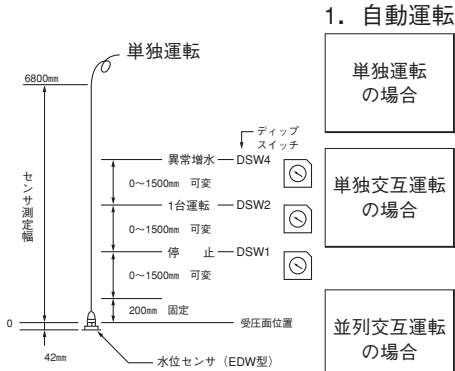 1. 自動運転
単独運転
6800mm
ディップ
スイッチ
異常増水
DSW4
0～1500mm 可変
1台運転
DSW2
0～1500mm 可変
停 止
DSW1
0～1500mm 可変
200mm 固定
センサ測定幅
0
受圧面位置
42mm
水位センサ（EDW型）
単独運転
の場合
単独交互運転
の場合
並列交互運転
の場合